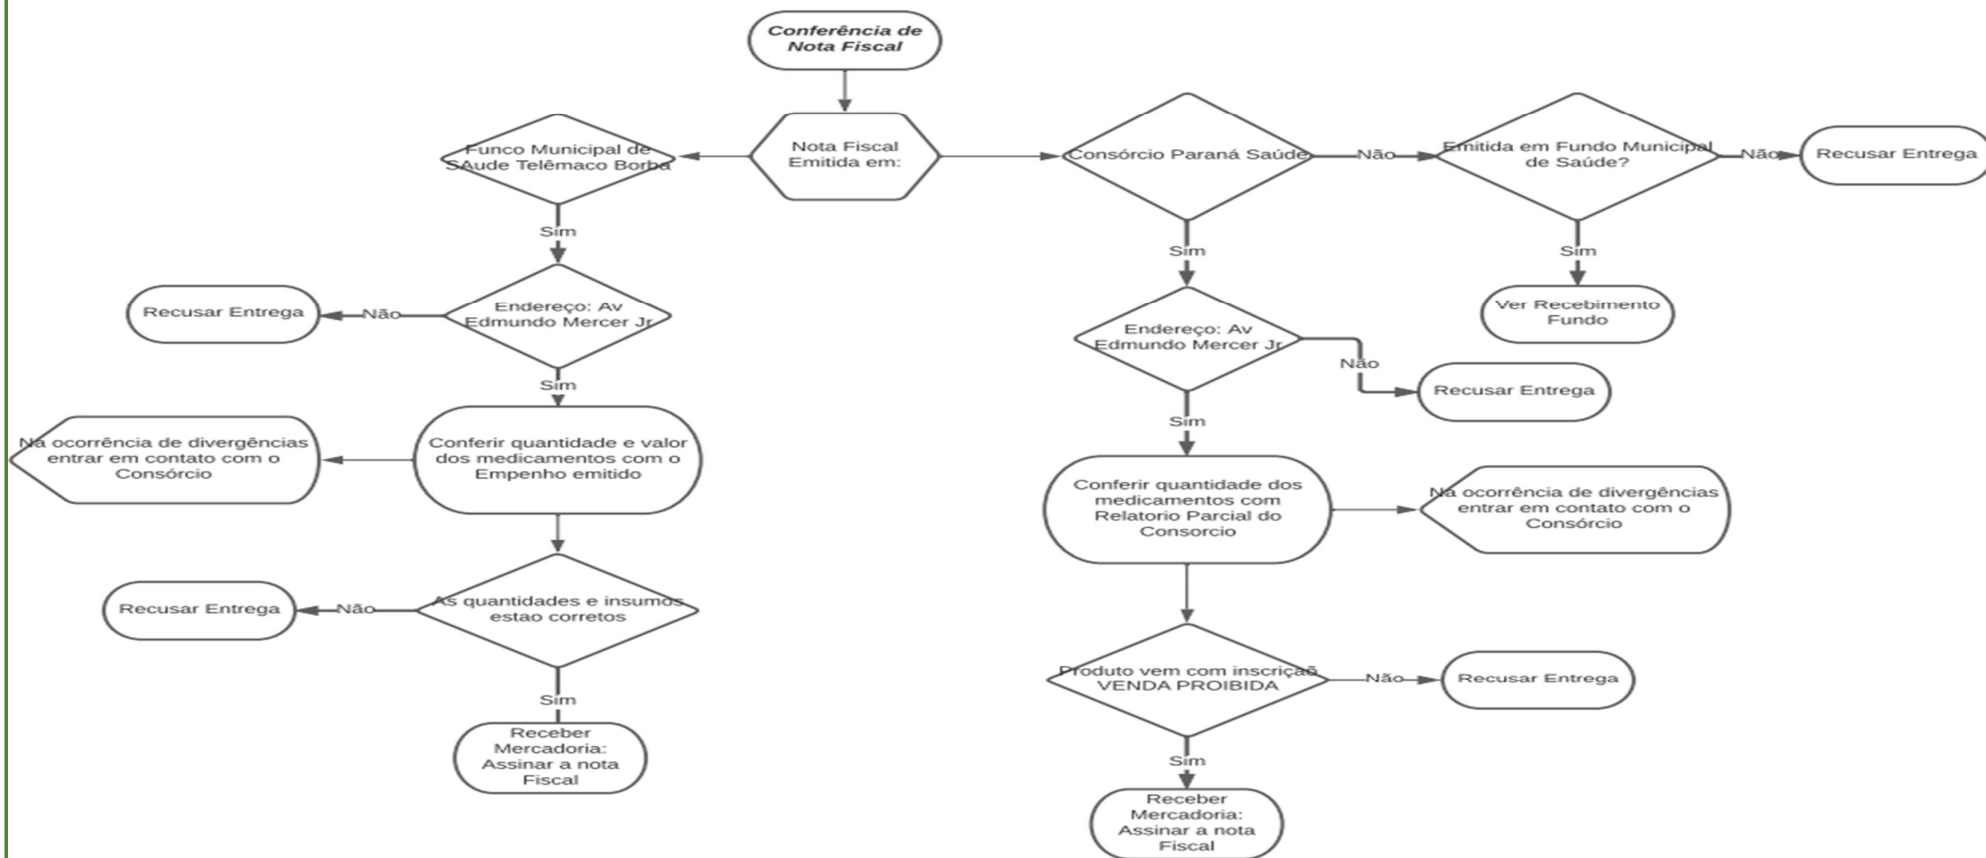 Conferência de
Nota Fiscal
Nota Fiscal
Emitida em:
Funco Municipal de
SAude Telêmaco Borba
Sim
Endereço: Av
Edmundo Mercer Jr
Não
Recusar Entrega
Sim
Conferir quantidade e valor
dos medicamentos com o
Empenho emitido
Na ocorrência de divergências
entrar em contato com o
Consórcio
As quantidades e insumos
estao corretos
Não
Recusar Entrega
Sim
Receber
Mercadoria:
Assinar a nota
Fiscal
Consórcio Paraná Saúde
Não
Emitida em Fundo Municipal
de Saúde?
Não
Recusar Entrega
Sim
Ver Recebimento
Fundo
Sim
Endereço: Av
Edmundo Mercer Jr
Não
Recusar Entrega
Sim
Conferir quantidade dos
medicamentos com
Relatorio Parcial do
Consorcio
Na ocorrência de divergências
entrar em contato com o
Consórcio
Produto vem com inscriçaõ
VENDA PROIBIDA
Não
Recusar Entrega
Sim
Receber
Mercadoria:
Assinar a nota
Fiscal